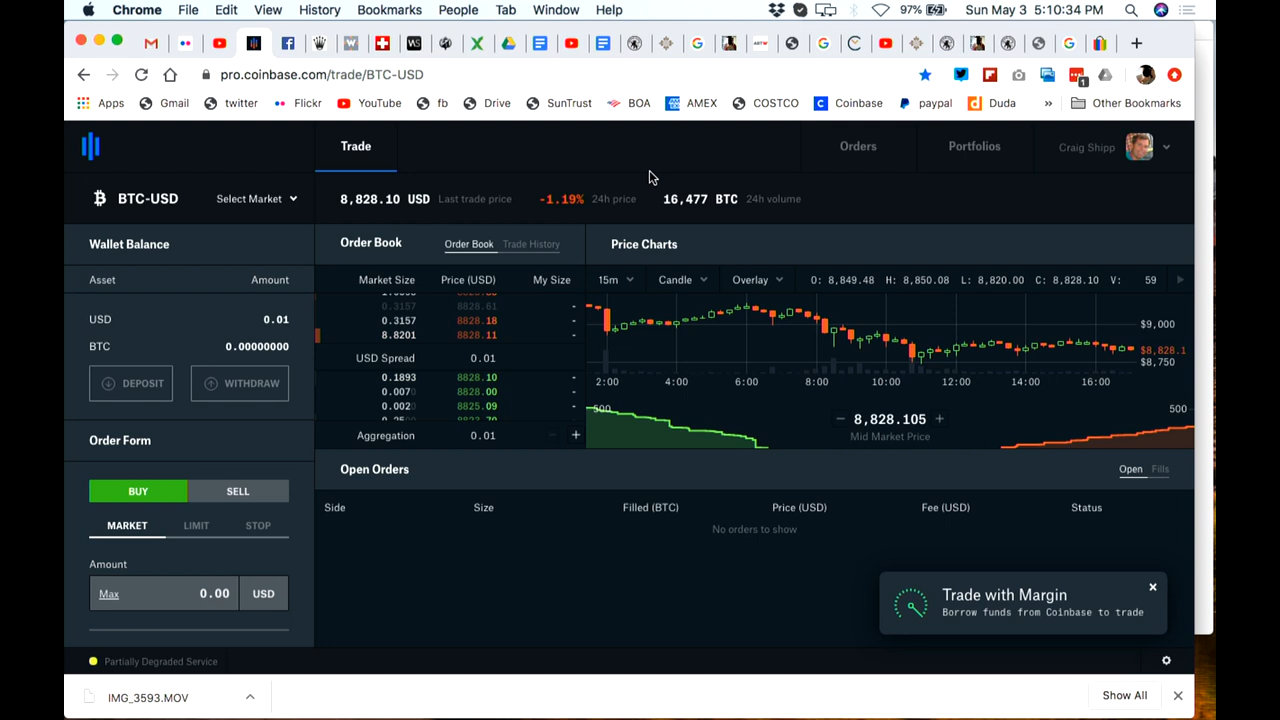 Chrome File Edit View History Bookmarks People Tab Window Help 97% Sun May 3 5:10:34 PM
pro.coinbase.com/trade/BTC-USD 1
Apps Gmail twitter Flickr YouTube fb Drive SunTrust BOA AMEX COSTCO Coinbase paypal Duda » Other Bookmarks
Trade Orders Portfolios Craig Shipp
BTC-USD Select Market 8,828.10 USD Last trade price -1.19% 24h price 16,477 BTC 24h volume
Wallet Balance Order Book Order Book Trade History Price Charts
Asset Amount Market Size Price (USD) My Size 15m Candle Overlay O: 8,849.48 H: 8,850.08 L: 8,820.00 C: 8,828.10 V: 59
0.3157 8828.61 -
USD 0.01 0.3157 8828.18 - $9,000
8.8201 8828.11 -
BTC 0.00000000 $8,828.1
USD Spread 0.01 $8,750
DEPOSIT WITHDRAW 0.1893 8828.10 - 2:00 4:00 6:00 8:00 10:00 12:00 14:00 16:00
0.0070 8828.00 -
0.0020 8825.09 - 500 500
− 8,828.105 +
Order Form Aggregation 0.01 - + Mid Market Price
Open Orders Open Fills
BUY SELL
Side Size Filled (BTC) Price (USD) Fee (USD) Status
MARKET LIMIT STOP No orders to show
Amount
Max 0.00 USD Trade with Margin
Borrow funds from Coinbase to trade
Partially Degraded Service
IMG_3593.MOV Show All